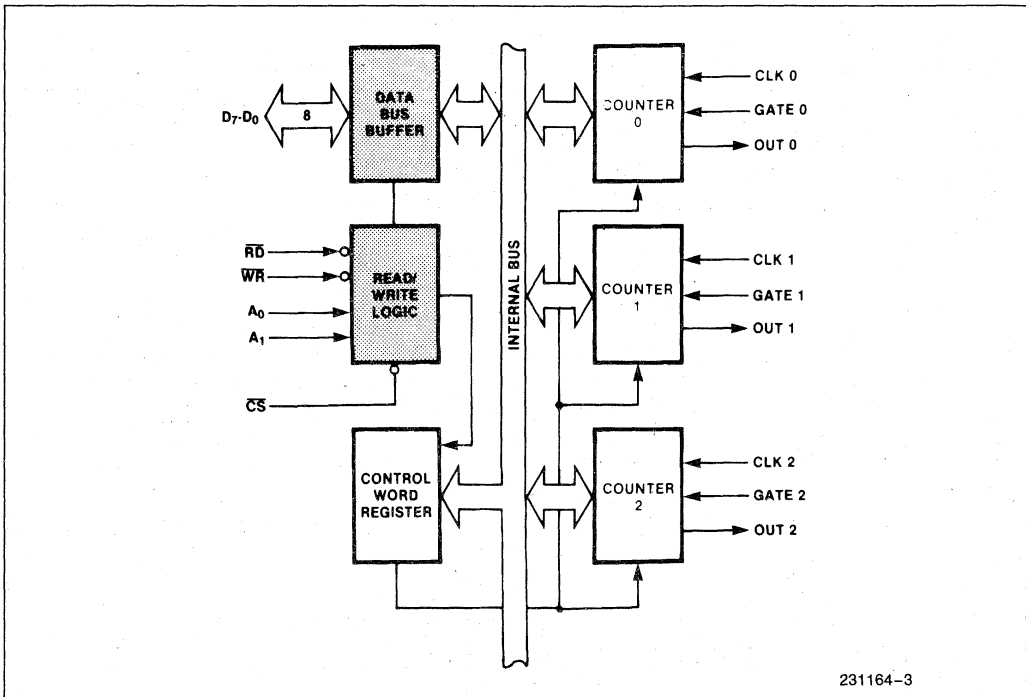 D7-D0
8
DATA
BUS
BUFFER
COUNTER
0
CLK 0
GATE 0
OUT 0
RD
WR
A0
A1
CS
READ/
WRITE
LOGIC
INTERNAL BUS
COUNTER
1
CLK 1
GATE 1
OUT 1
CONTROL
WORD
REGISTER
COUNTER
2
CLK 2
GATE 2
OUT 2
231164-3